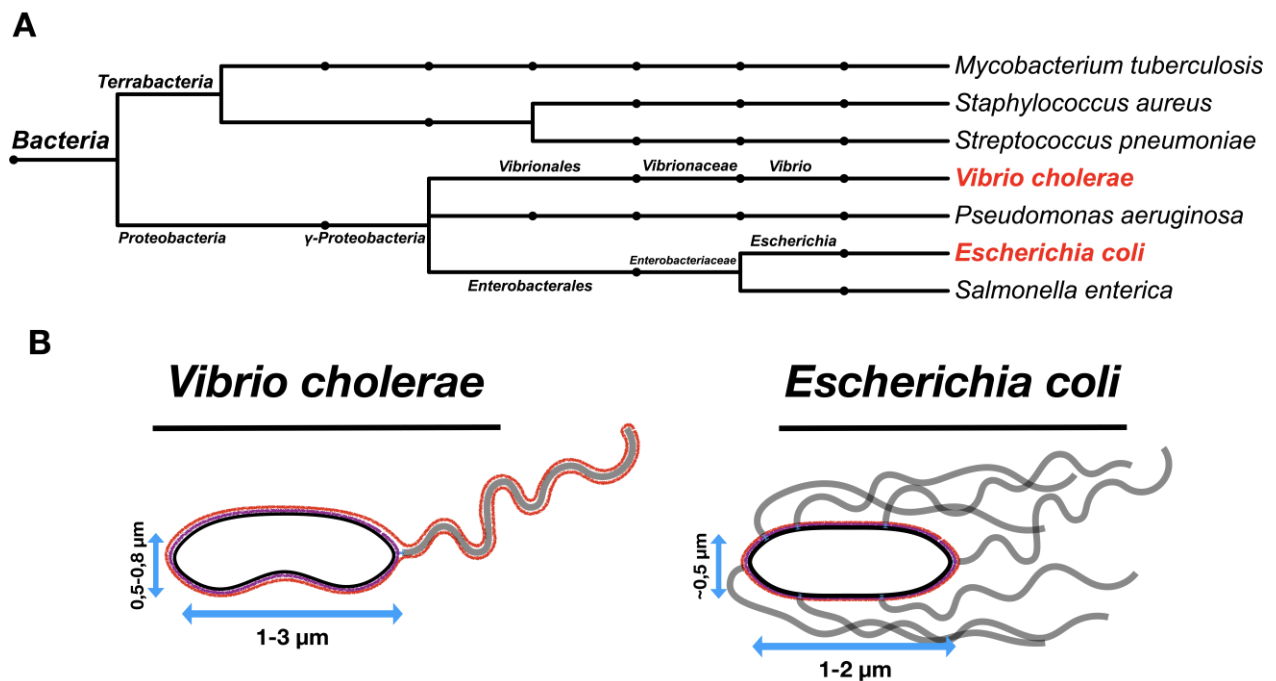 A
Terrabacteria
Mycobacterium tuberculosis
Staphylococcus aureus
Bacteria
Streptococcus pneumoniae
Vibrionales
Vibrionaceae
Vibrio
Vibrio cholerae
Pseudomonas aeruginosa
Proteobacteria
γ-Proteobacteria
Escherichia
Escherichia coli
Enterobacteriaceae
Enterobacterales
Salmonella enterica
B
Vibrio cholerae
Escherichia coli
0,5-0,8 µm
1-3 µm
~0,5 µm
1-2 µm